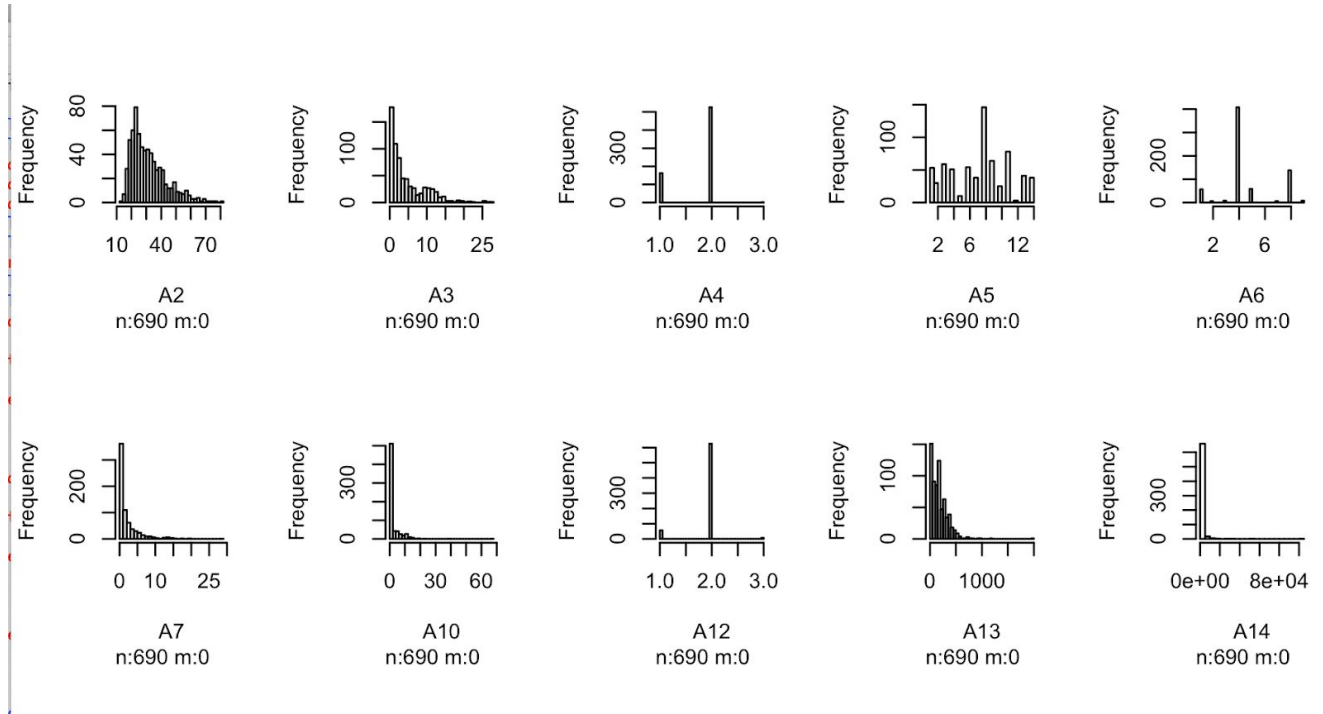 Frequency
80
40
0
10 40 70
A2
n:690 m:0
Frequency
100
0
0 10 25
A3
n:690 m:0
Frequency
300
0
1.0 2.0 3.0
A4
n:690 m:0
Frequency
100
0
2 6 12
A5
n:690 m:0
Frequency
200
0
2 6
A6
n:690 m:0
Frequency
200
0
0 10 25
A7
n:690 m:0
Frequency
300
0
0 30 60
A10
n:690 m:0
Frequency
300
0
1.0 2.0 3.0
A12
n:690 m:0
Frequency
100
0
0 1000
A13
n:690 m:0
Frequency
300
0
0e+00 8e+04
A14
n:690 m:0